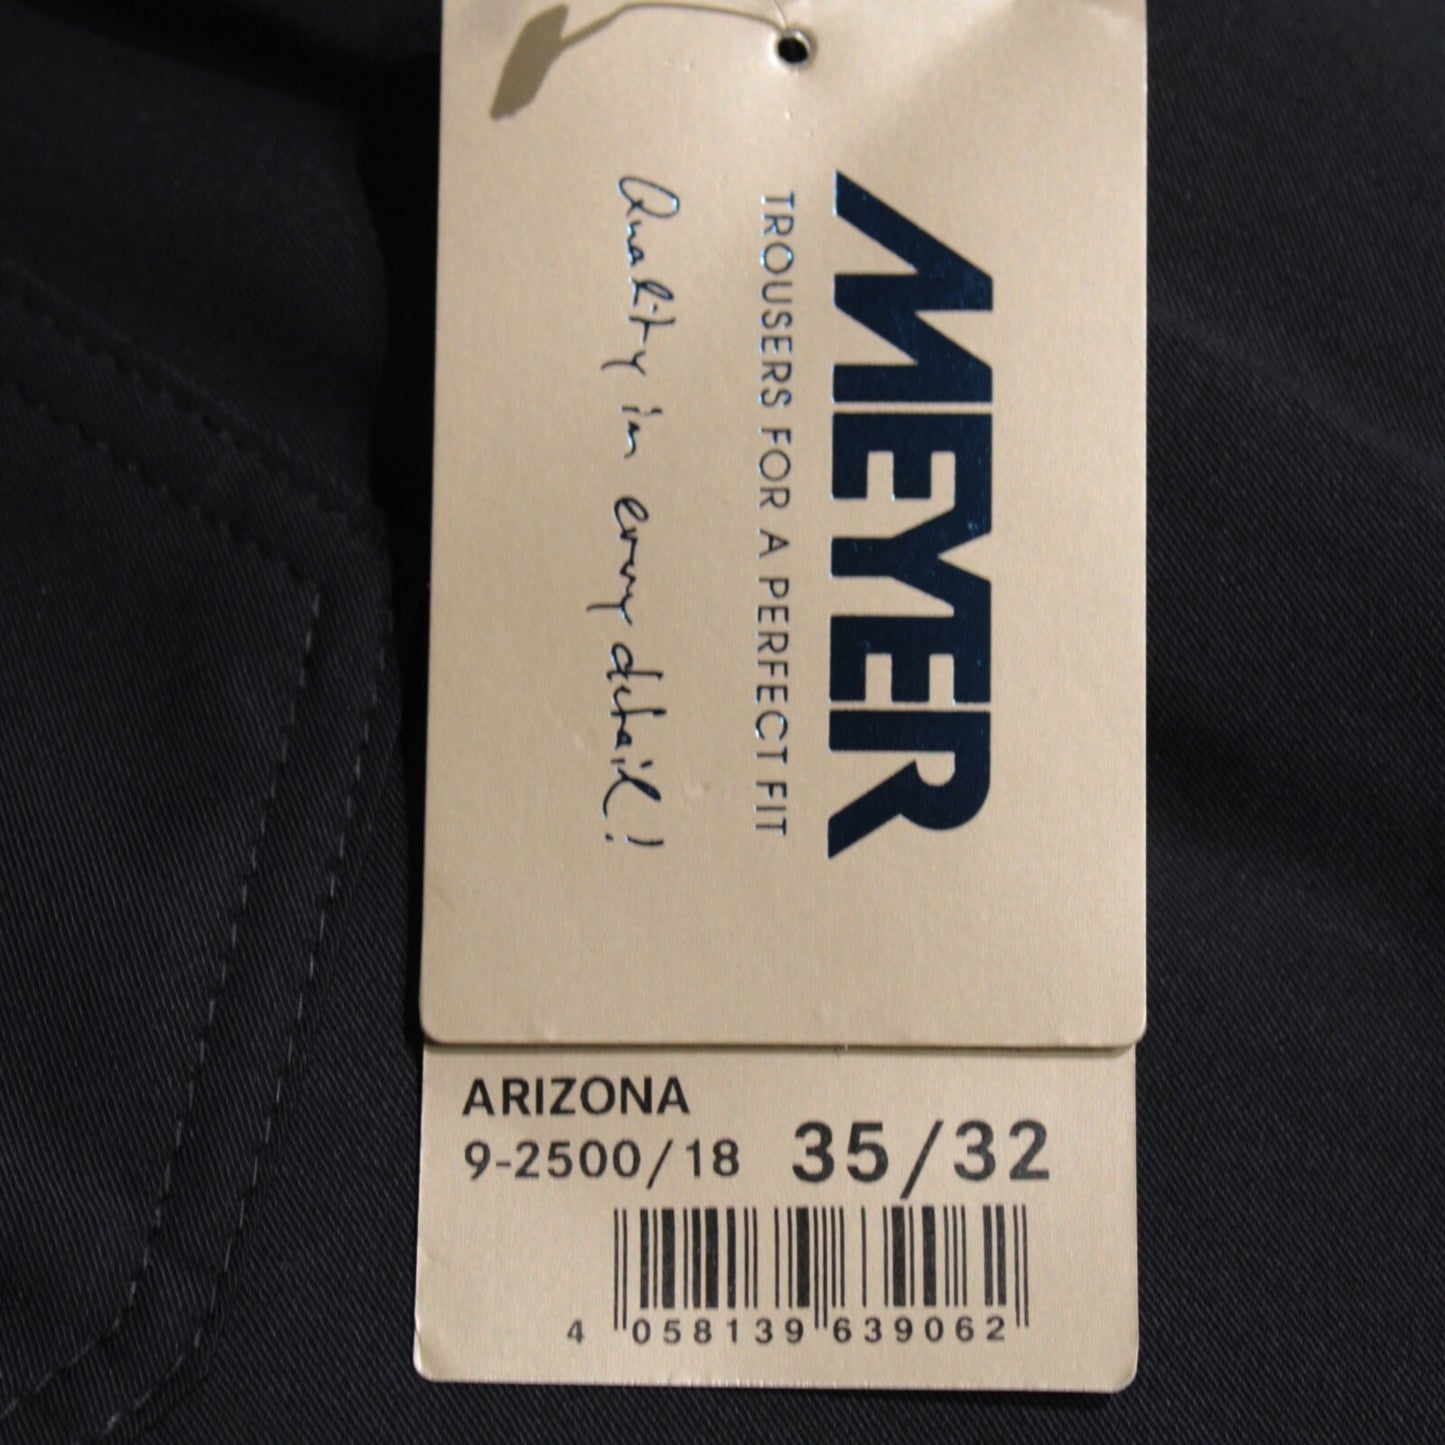 MEYER
TROUSERS FOR A PERFECT FIT
Quality in every detail!
ARIZONA
9-2500/18 35/32
4 058139 639062